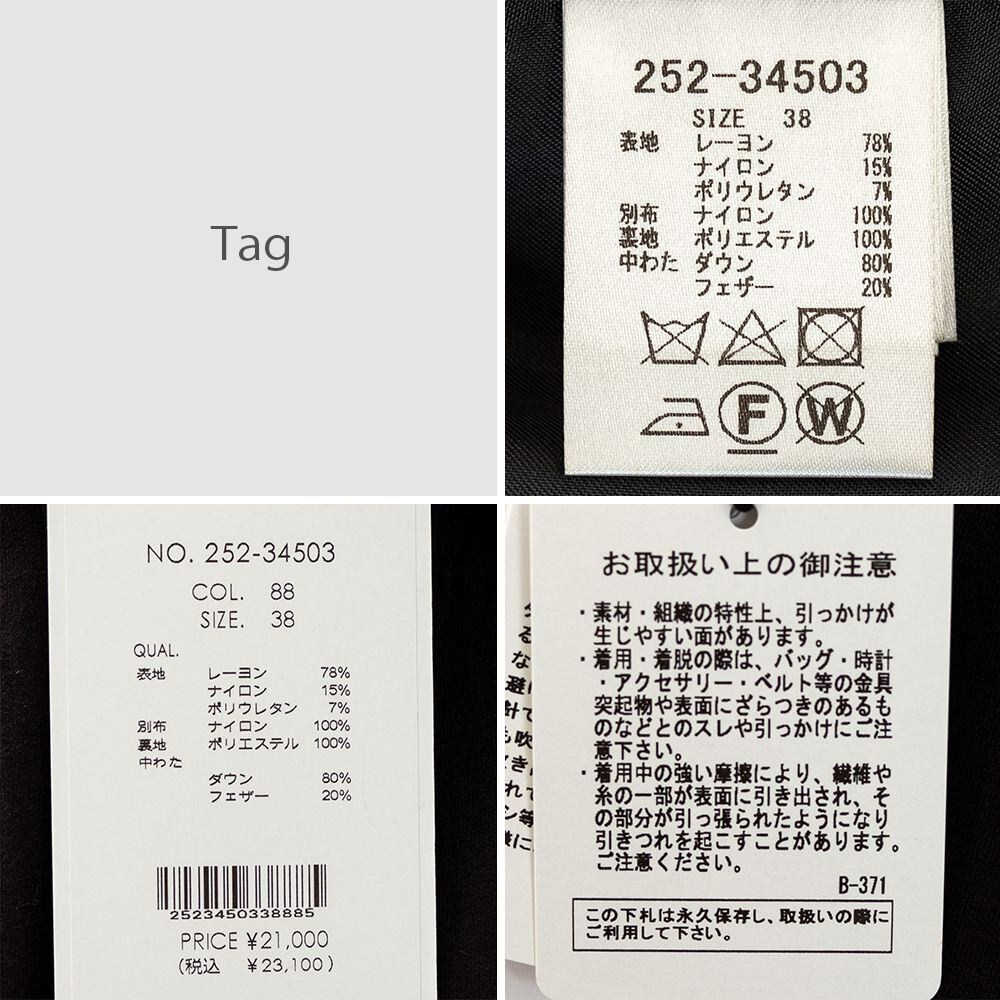 Tag
252-34503
SIZE 38
表地 レーヨン 78%
ナイロン 15%
ポリウレタン 7%
別布 ナイロン 100%
裏地 ポリエステル 100%
中わた ダウン 80%
フェザー 20%
F W
NO. 252-34503
COL. 88
SIZE. 38
QUAL.
表地 レーヨン 78%
ナイロン 15%
ポリウレタン 7%
別布 ナイロン 100%
裏地 ポリエステル 100%
中わた
ダウン 80%
フェザー 20%
2523450338885
PRICE ¥21,000
(税込 ¥23,100)
お取扱い上の御注意
・素材・組織の特性上、引っかけが
生じやすい面があります。
・着用・着脱の際は、バッグ・時計
・アクセサリー・ベルト等の金具
突起物や表面にざらつきのあるも
のなどとのスレや引っかけにご注
意下さい。
・着用中の強い摩擦により、繊維や
糸の一部が表面に引き出され、そ
の部分が引っ張られたようになり
引きつれを起こすことがあります。
ご注意ください。
B-371
この下札は永久保存し、取扱いの際に
ご利用して下さい。